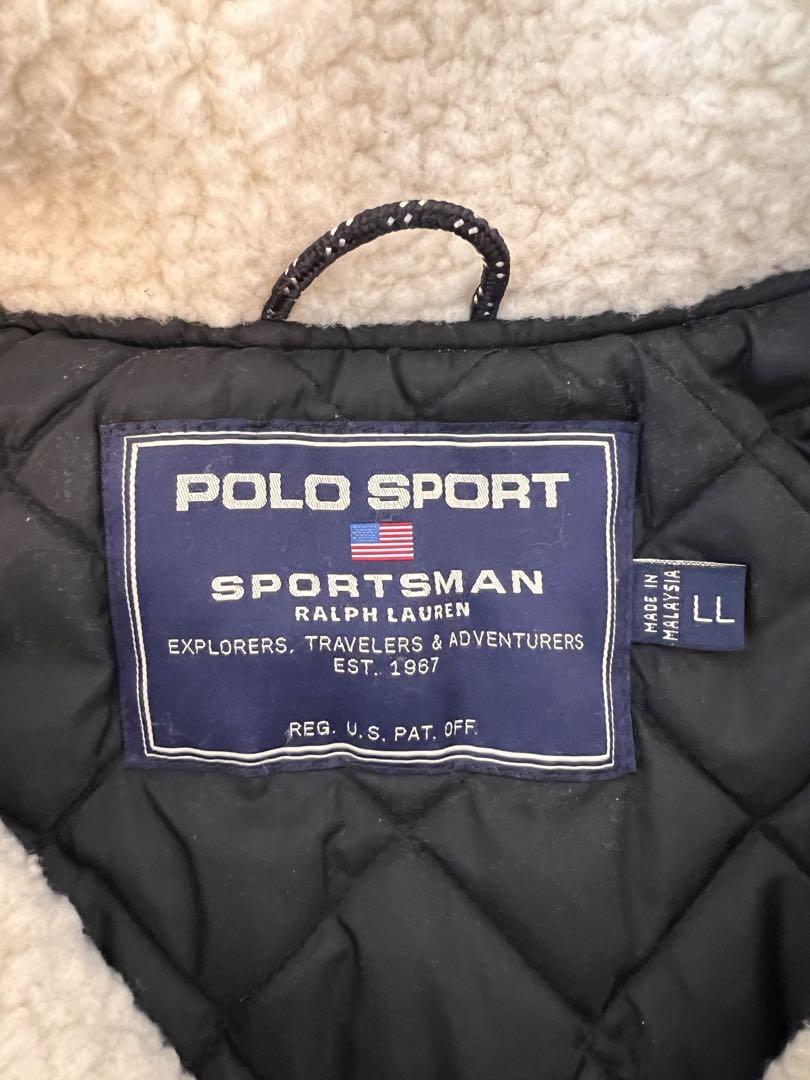 POLO SPORT
SPORTSMAN
RALPH LAUREN
EXPLORERS, TRAVELERS & ADVENTURERS
EST. 1967
REG. U.S. PAT. OFF.
MADE IN
MALAYSIA
LL